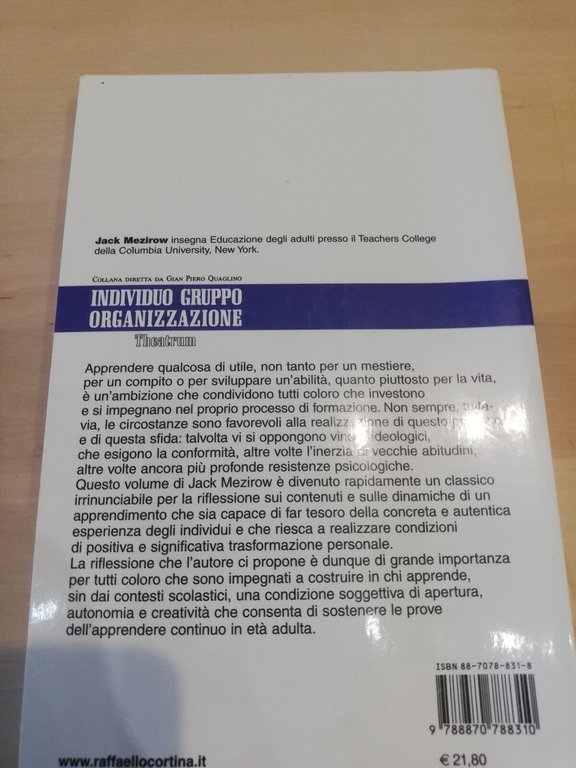 Jack Mezirow insegna Educazione degli adulti presso il Teachers College
della Columbia University, New York.
COLLANA DIRETTA DA GIAN PIERO QUAGLINO
INDIVIDUO GRUPPO
ORGANIZZAZIONE
Theatrum
Apprendere qualcosa di utile, non tanto per un mestiere,
per un compito o per sviluppare un'abilità, quanto piuttosto per la vita,
è un'ambizione che condividono tutti coloro che investono
e si impegnano nel proprio processo di formazione. Non sempre, tutta-
via, le circostanze sono favorevoli alla realizzazione di questo
e di questa sfida: talvolta vi si oppongono ideologici,
che esigono la conformità, altre volte l'inerzia di vecchie abitudini,
altre volte ancora più profonde resistenze psicologiche.
Questo volume di Jack Mezirow è divenuto rapidamente un classico
irrinunciabile per la riflessione sui contenuti e sulle dinamiche di un
apprendimento che sia capace di far tesoro della concreta e autentica
esperienza degli individui e che riesca a realizzare condizioni
di positiva e significativa trasformazione personale.
La riflessione che l'autore ci propone è dunque di grande importanza
per tutti coloro che sono impegnati a costruire in chi apprende,
sin dai contesti scolastici, una condizione soggettiva di apertura,
autonomia e creatività che consenta di sostenere le prove
dell'apprendere continuo in età adulta.
ISBN 88-7078-831-8
9 788870 788310
www.raffaellocortina.it
€ 21,80